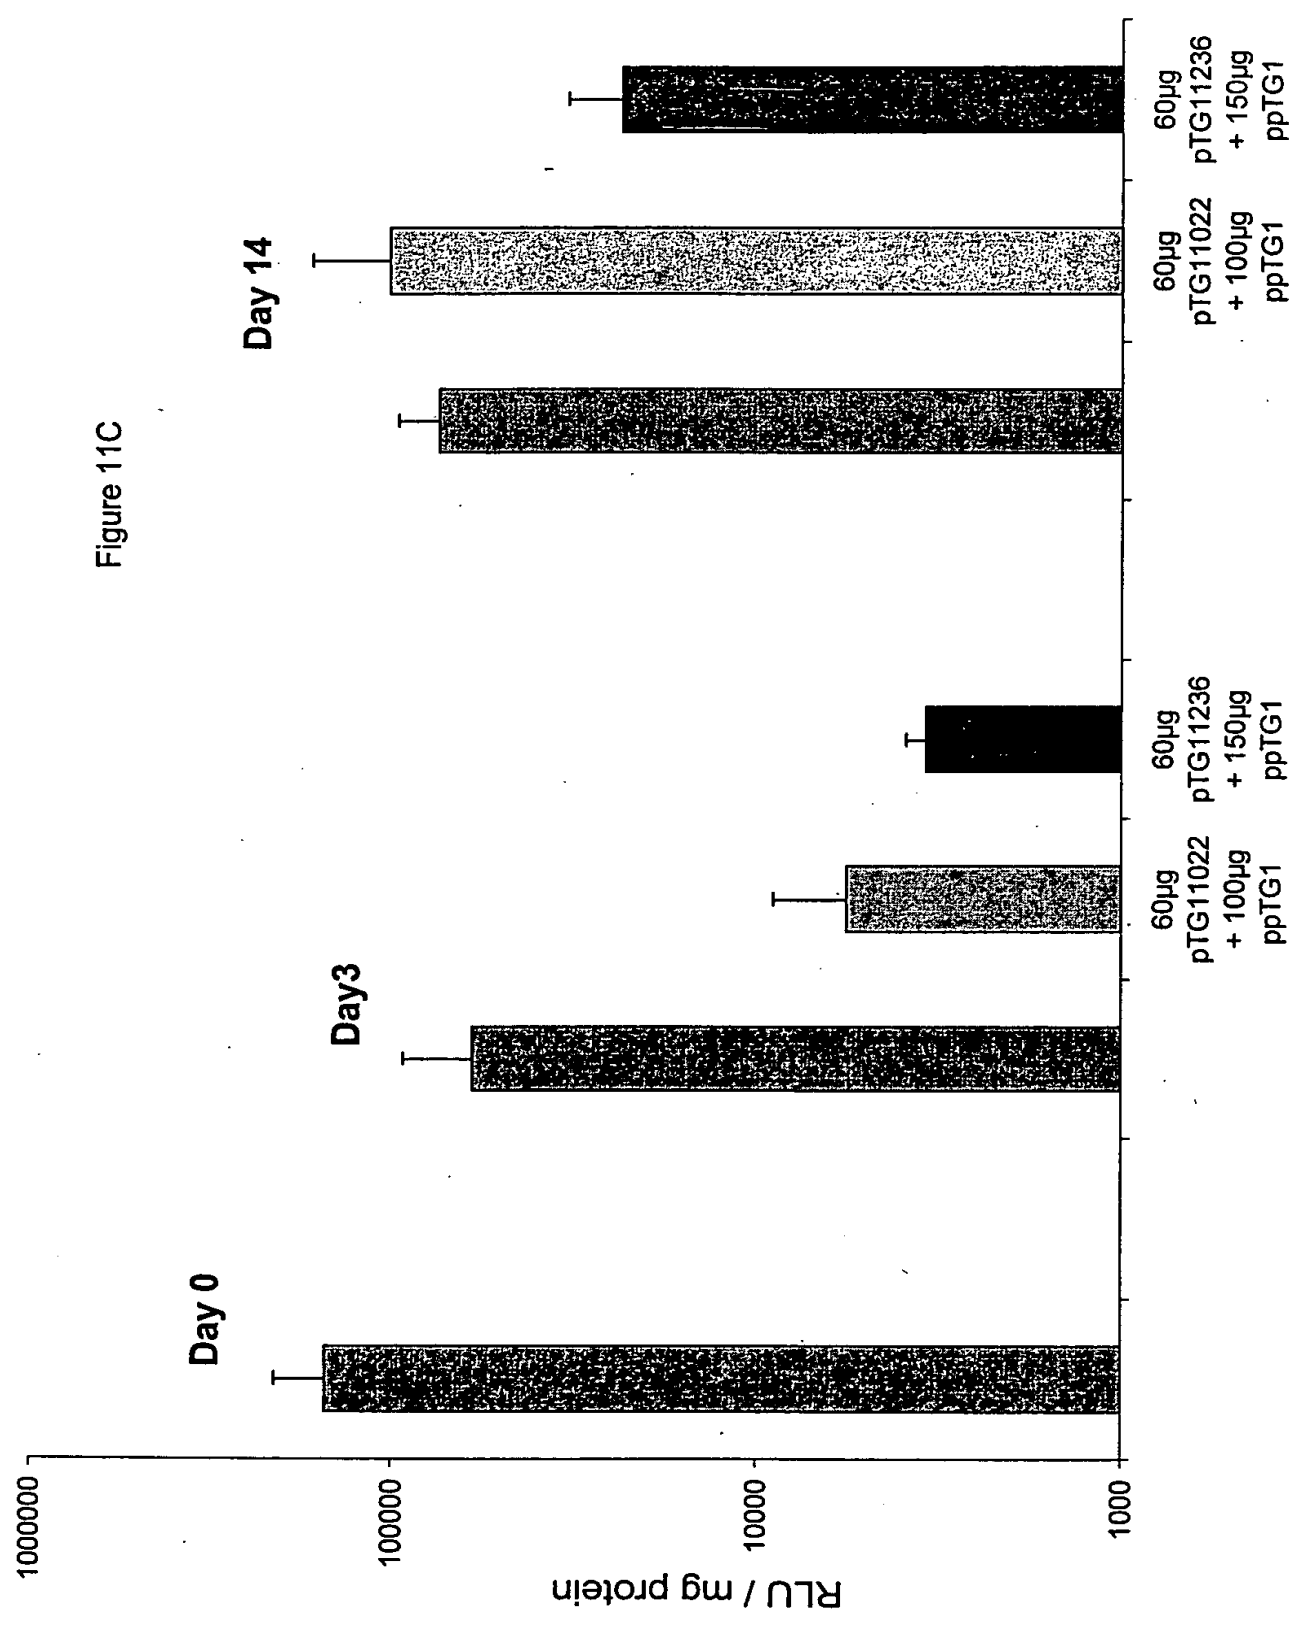 Figure 11C
Day 0
Day3
Day 14
RLU / mg protein
1000000
100000
10000
1000
60µg
pTG11022
+ 100µg
ppTG1
60µg
pTG11236
+ 150µg
ppTG1
60µg
pTG11022
+ 100µg
ppTG1
60µg
pTG11236
+ 150µg
ppTG1